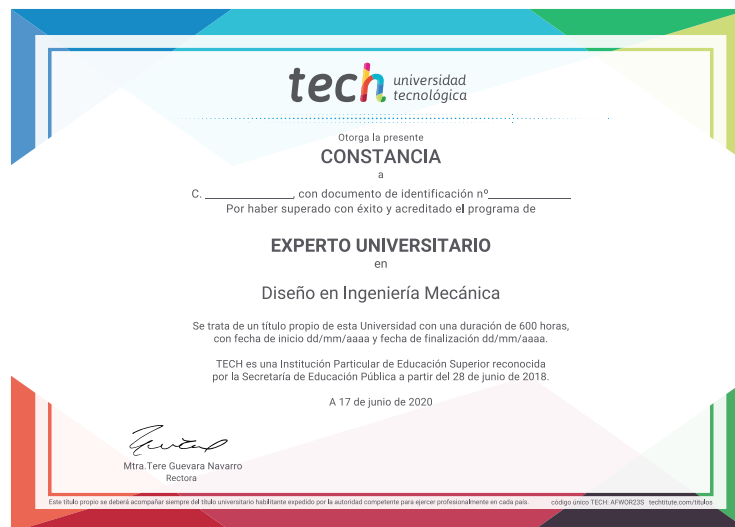 tech universidad
tecnológica
Otorga la presente
CONSTANCIA
a
C. ______________, con documento de identificación nº______________
Por haber superado con éxito y acreditado el programa de
EXPERTO UNIVERSITARIO
en
Diseño en Ingeniería Mecánica
Se trata de un título propio de esta Universidad con una duración de 600 horas,
con fecha de inicio dd/mm/aaaa y fecha de finalización dd/mm/aaaa.
TECH es una Institución Particular de Educación Superior reconocida
por la Secretaría de Educación Pública a partir del 28 de junio de 2018.
A 17 de junio de 2020
Mtra.Tere Guevara Navarro
Rectora
Este título propio se deberá acompañar siempre del título universitario habilitante expedido por la autoridad competente para ejercer profesionalmente en cada país. código único TECH: AFWOR23S techtitute.com/titulos